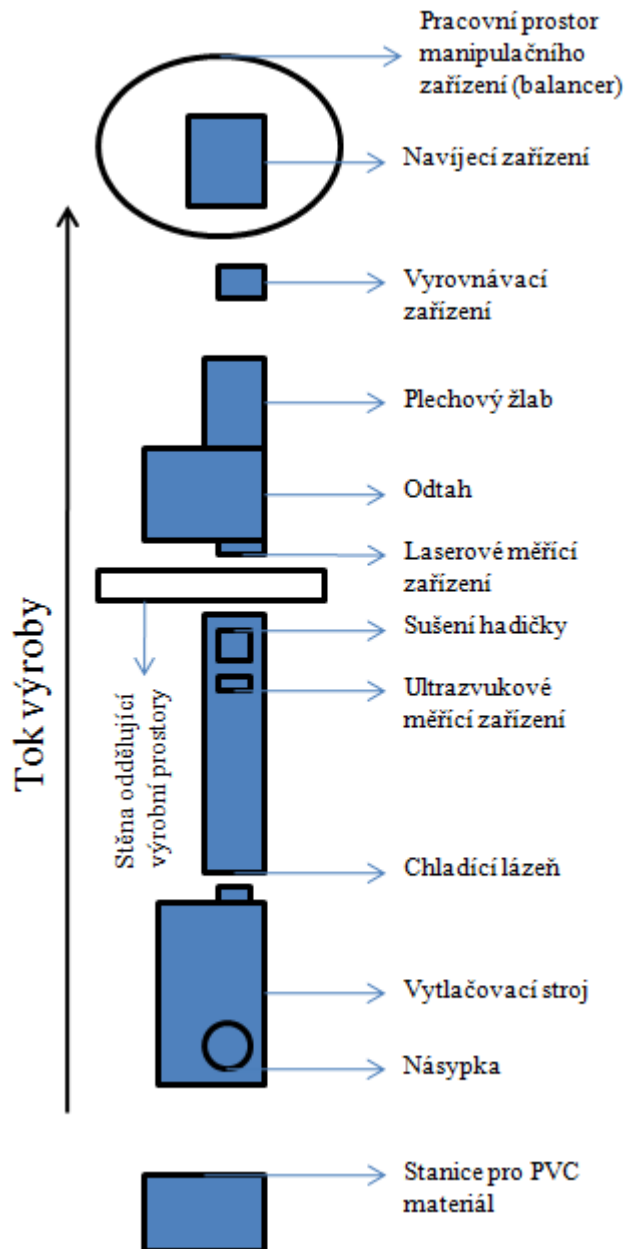 Pracovní prostor
manipulačního
zařízení (balancer)
Navíjecí zařízení
Vyrovnávací
zařízení
Plechový žlab
Odtah
Laserové měřící
zařízení
Sušení hadičky
Ultrazvukové
měřící zařízení
Chladící lázeň
Vytlačovací stroj
Násypka
Stanice pro PVC
materiál
Tok výroby
Stěna oddělující
výrobní prostory